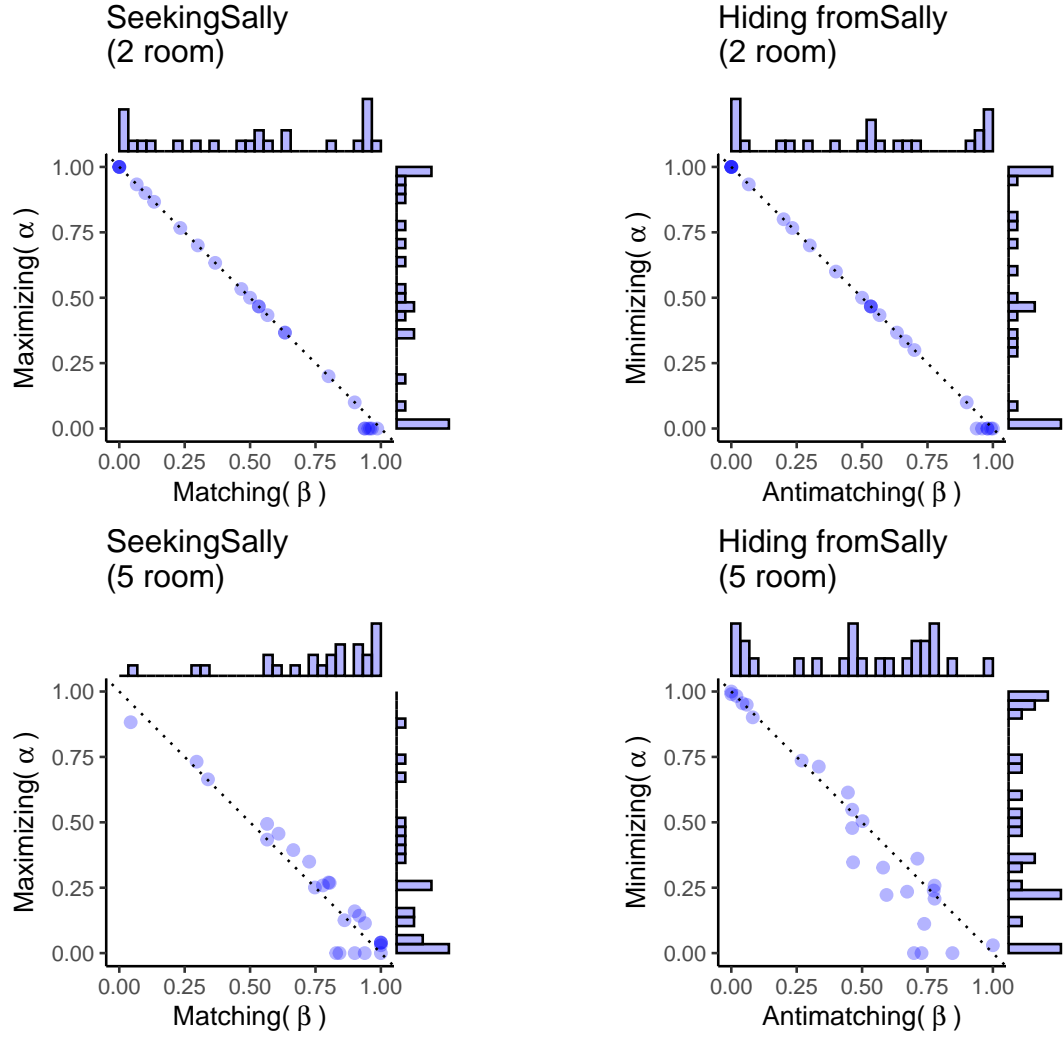 SeekingSally
(2 room)
Hiding fromSally
(2 room)
Maximizing( α )
1.00
0.75
0.50
0.25
0.00
0.00 0.25 0.50 0.75 1.00
Matching( β )
Minimizing( α )
1.00
0.75
0.50
0.25
0.00
0.00 0.25 0.50 0.75 1.00
Antimatching( β )
SeekingSally
(5 room)
Hiding fromSally
(5 room)
Maximizing( α )
1.00
0.75
0.50
0.25
0.00
0.00 0.25 0.50 0.75 1.00
Matching( β )
Minimizing( α )
1.00
0.75
0.50
0.25
0.00
0.00 0.25 0.50 0.75 1.00
Antimatching( β )